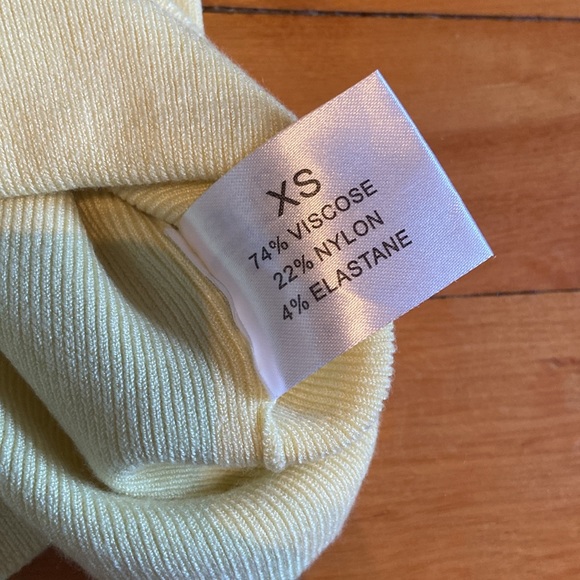 XS
74% VISCOSE
22% NYLON
4% ELASTANE